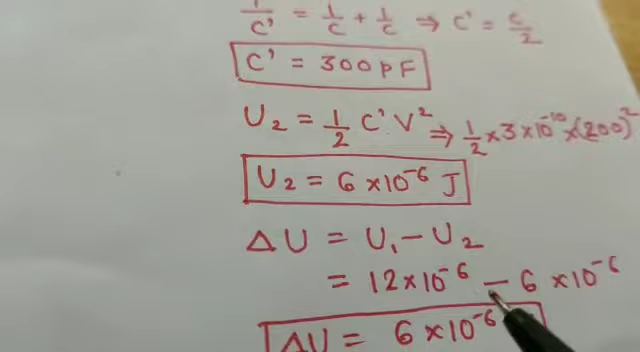 1/C' = 1/C + 1/C ⇒ C' = C/2
C' = 300 pF
U₂ = 1/2 C' V² ⇒ 1/2 × 3 × 10⁻¹⁰ × (200)²
U₂ = 6 × 10⁻⁶ J
ΔU = U₁ - U₂
= 12 × 10⁻⁶ - 6 × 10⁻⁶
ΔU = 6 × 10⁻⁶